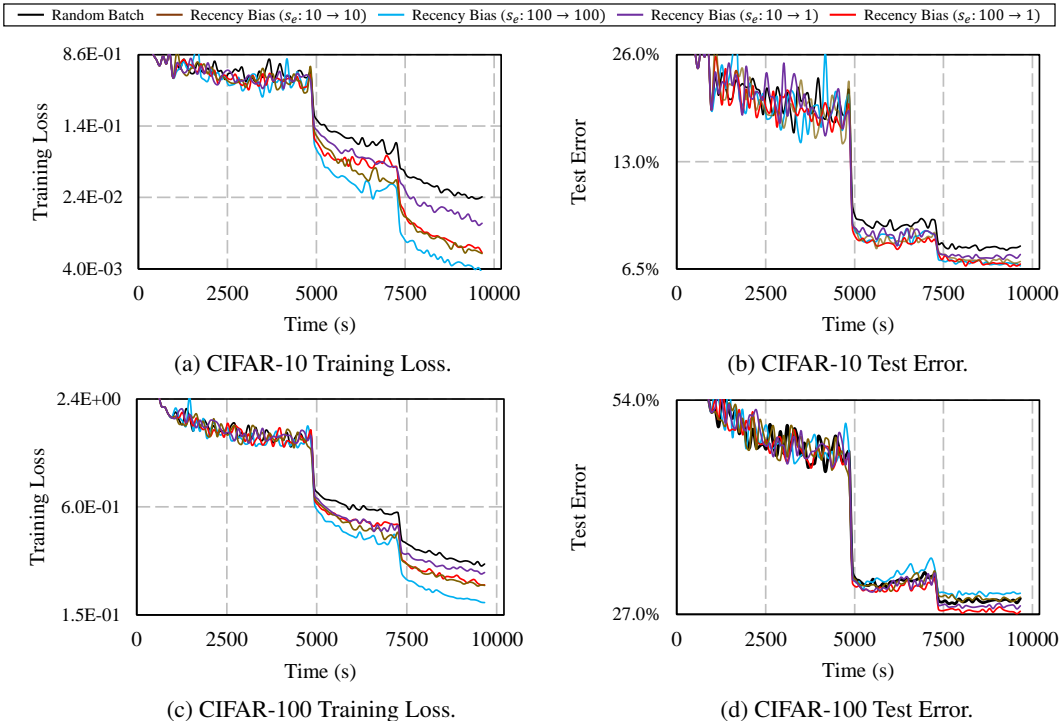 Random Batch Recency Bias (s_e: 10 → 10) Recency Bias (s_e: 100 → 100) Recency Bias (s_e: 10 → 1) Recency Bias (s_e: 100 → 1)
8.6E-01
1.4E-01
2.4E-02
4.0E-03
Training Loss
0 2500 5000 7500 10000
Time (s)
(a) CIFAR-10 Training Loss.
26.0%
13.0%
6.5%
Test Error
0 2500 5000 7500 10000
Time (s)
(b) CIFAR-10 Test Error.
2.4E+00
6.0E-01
1.5E-01
Training Loss
0 2500 5000 7500 10000
Time (s)
(c) CIFAR-100 Training Loss.
54.0%
27.0%
Test Error
0 2500 5000 7500 10000
Time (s)
(d) CIFAR-100 Test Error.